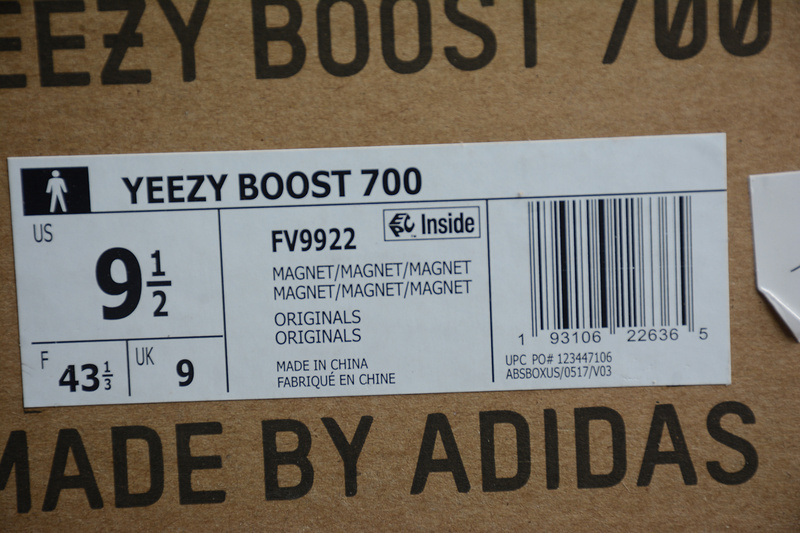 YEEZY BOOST 700
YEEZY BOOST 700
US
9 1/2
F 43 1/3
UK 9
FV9922
Inside
MAGNET/MAGNET/MAGNET
MAGNET/MAGNET/MAGNET
ORIGINALS
ORIGINALS
MADE IN CHINA
FABRIQUÉ EN CHINE
1 93106 22636 5
UPC PO# 123447106
ABSBOXUS/0517/V03
MADE BY ADIDAS